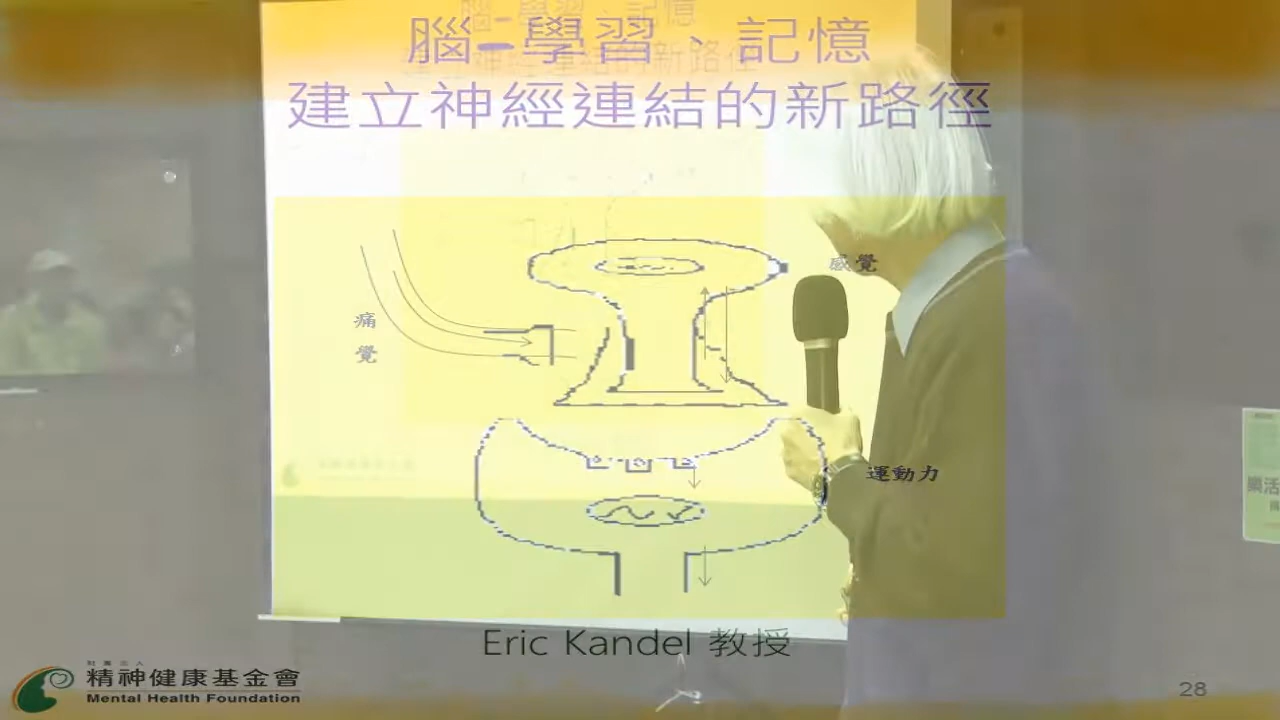 腦-學習、記憶
建立神經連結的新路徑
感覺
痛
覺
運動力
Eric Kandel 教授
財團法人
精神健康基金會
Mental Health Foundation
28
樂活